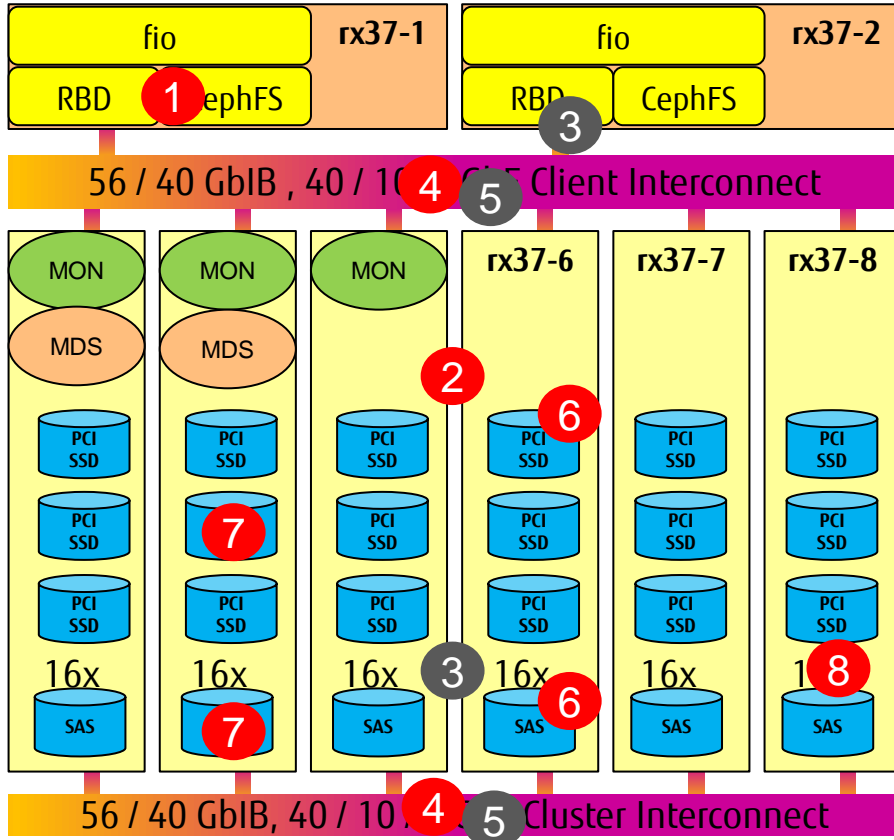 fio rx37-1 fio rx37-2
RBD 1 ephFS RBD 3 CephFS
56 / 40 GbIB , 40 / 10 4 5 Client Interconnect
MON MON MON rx37-6 rx37-7 rx37-8
MDS MDS
2
6
PCI PCI PCI PCI PCI PCI
SSD SSD SSD SSD SSD SSD
PCI 7 PCI PCI PCI PCI
SSD SSD SSD SSD SSD
PCI PCI PCI PCI PCI PCI
SSD SSD SSD SSD SSD SSD
16x 16x 16x 3 16x 16x 1 8
SAS 7 SAS SAS 6 SAS SAS
56 / 40 GbIB, 40 / 10 4 5 Cluster Interconnect